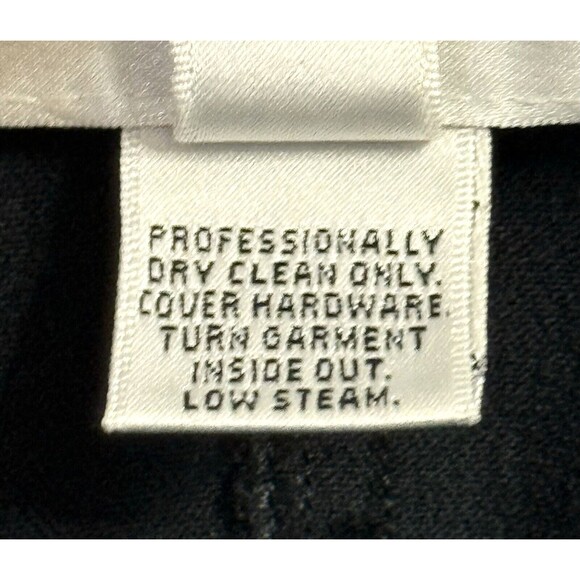 PROFESSIONALLY
DRY CLEAN ONLY.
COVER HARDWARE.
TURN GARMENT
INSIDE OUT.
LOW STEAM.